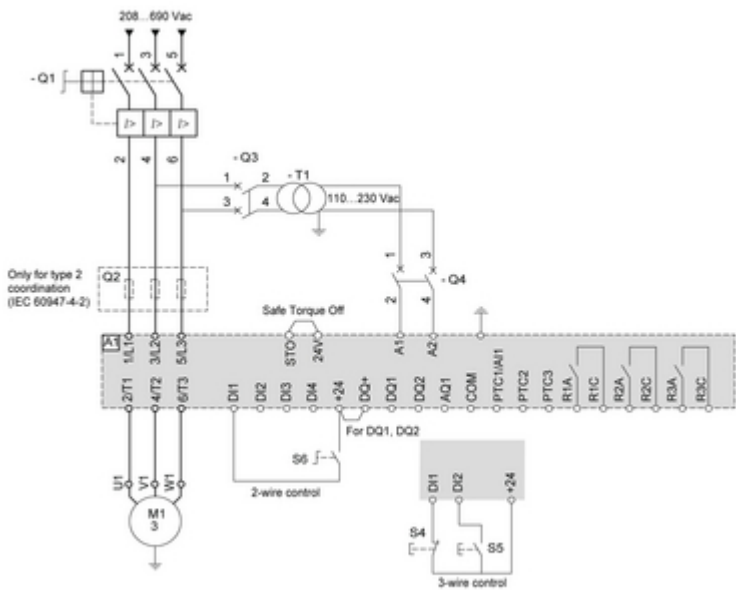 208...690 Vac
1
3
5
- Q1
I>
I>
I>
2
4
6
- Q3
1
2
- T1
3
4
110...230 Vac
1
3
- Q4
2
4
Only for type 2
coordination
(IEC 60947-4-2)
Q2
Safe Torque Off
A1
1/L1
3/L2
5/L3
STO
24V
A1
A2
2/T1
4/T2
6/T3
DI1
DI2
DI3
DI4
+24
DQ+
DQ1
DQ2
AQ1
COM
PTC1/AI1
PTC2
PTC3
R1A
R1C
R2A
R2C
R3A
R3C
For DQ1, DQ2
S6
2-wire control
U1
V1
W1
M1
3
DI1
DI2
+24
S4
S5
3-wire control